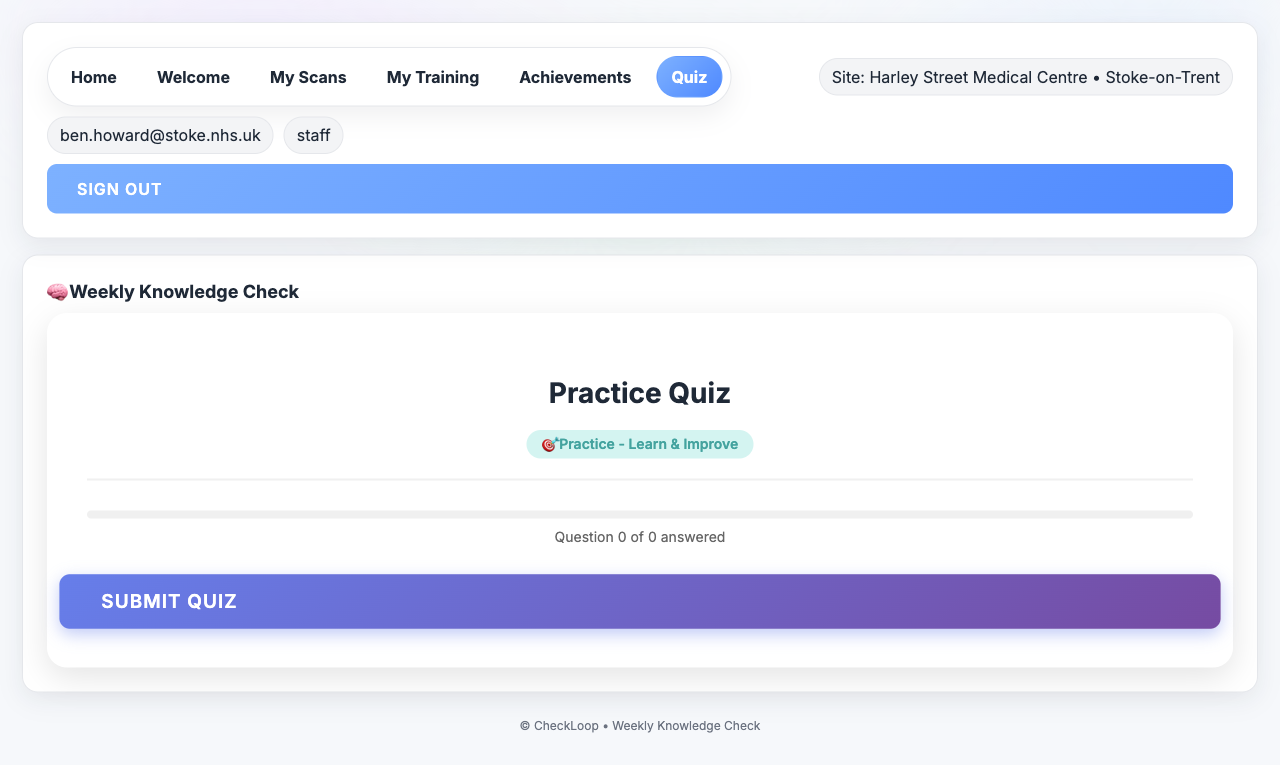 Home Welcome My Scans My Training Achievements Quiz
Site: Harley Street Medical Centre • Stoke-on-Trent
ben.howard@stoke.nhs.uk staff
SIGN OUT
🧠Weekly Knowledge Check
Practice Quiz
🎯Practice - Learn & Improve
Question 0 of 0 answered
SUBMIT QUIZ
© CheckLoop • Weekly Knowledge Check